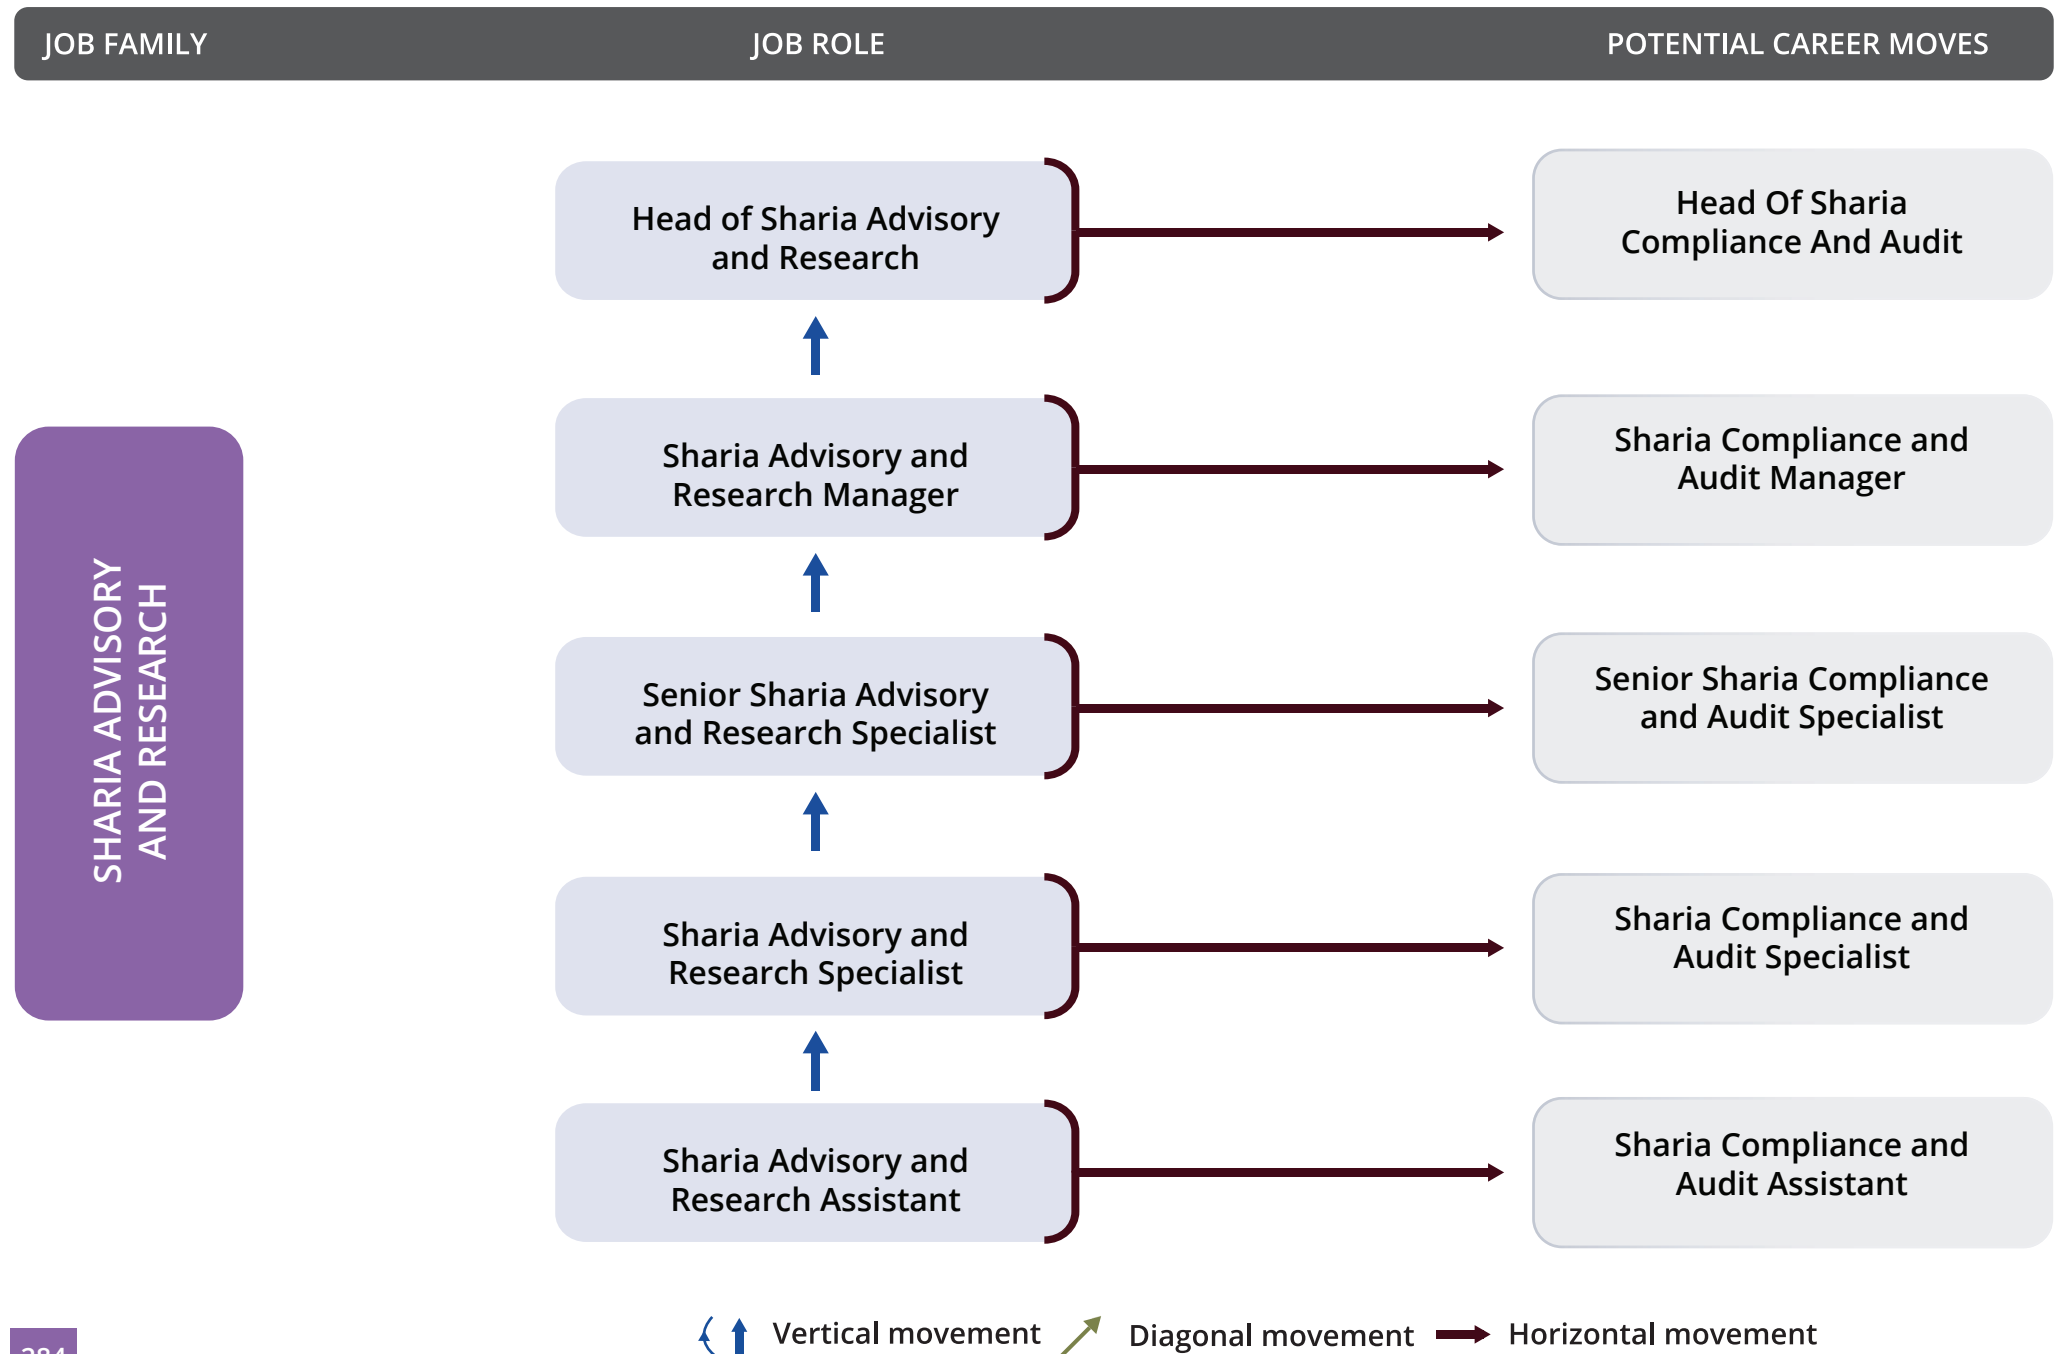 JOB FAMILY
JOB ROLE
POTENTIAL CAREER MOVES
SHARIA ADVISORY
AND RESEARCH
Head of Sharia Advisory
and Research
Head Of Sharia
Compliance And Audit
Sharia Advisory and
Research Manager
Sharia Compliance and
Audit Manager
Senior Sharia Advisory
and Research Specialist
Senior Sharia Compliance
and Audit Specialist
Sharia Advisory and
Research Specialist
Sharia Compliance and
Audit Specialist
Sharia Advisory and
Research Assistant
Sharia Compliance and
Audit Assistant
Vertical movement
Diagonal movement
Horizontal movement
284